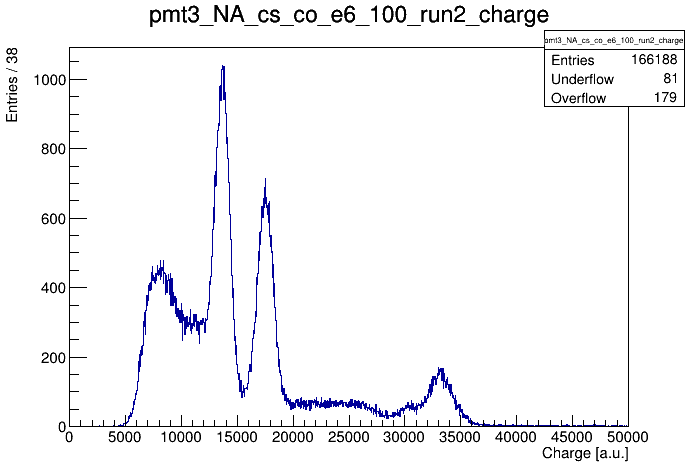 pmt3_NA_cs_co_e6_100_run2_charge
pmt3_NA_cs_co_e6_100_run2_charge
Entries 166188
Underflow 81
Overflow 179
Entries / 38
1000
800
600
400
200
0
0 5000 10000 15000 20000 25000 30000 35000 40000 45000 50000
Charge [a.u.]